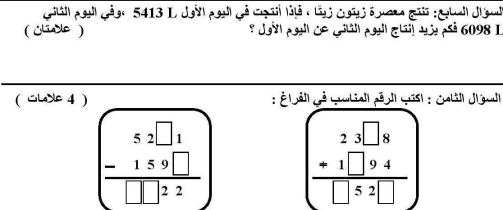 السؤال السابع: تنتج معصرة زيتون زيتًا ، فإذا أنتجت في اليوم الأول 5413 L ،وفي اليوم الثاني
6098 L فكم يزيد إنتاج اليوم الثاني عن اليوم الأول ؟ ( علامتان )
السؤال الثامن : اكتب الرقم المناسب في الفراغ : ( 4 علامات )
2 3 □ 8
+ 1 □ 9 4
□ 5 2 □
5 2 □ 1
− 1 5 9 □
□ □ 2 2